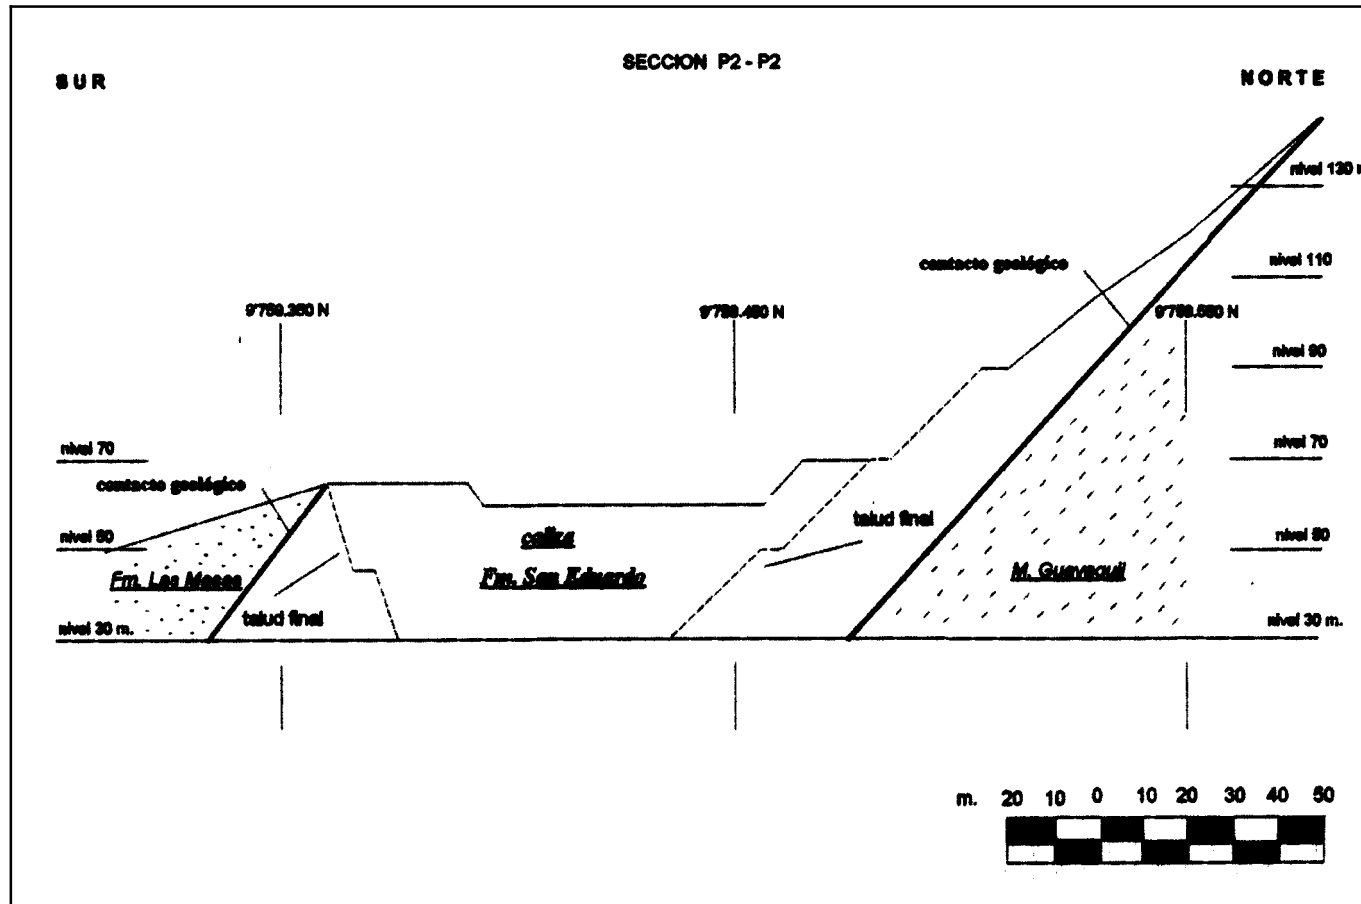 SECCION P2 - P2
SUR
NORTE
nivel 130
contacto geológico
nivel 110
9'759.350 N
9'759.450 N
9'759.550 N
nivel 90
nivel 70
nivel 70
contacto geológico
talud final
nivel 50
caliza
nivel 50
Fm. Las Masas
Fm. San Eduardo
M. Guayaquil
talud final
nivel 30 m.
nivel 30 m.
m. 20 10 0 10 20 30 40 50